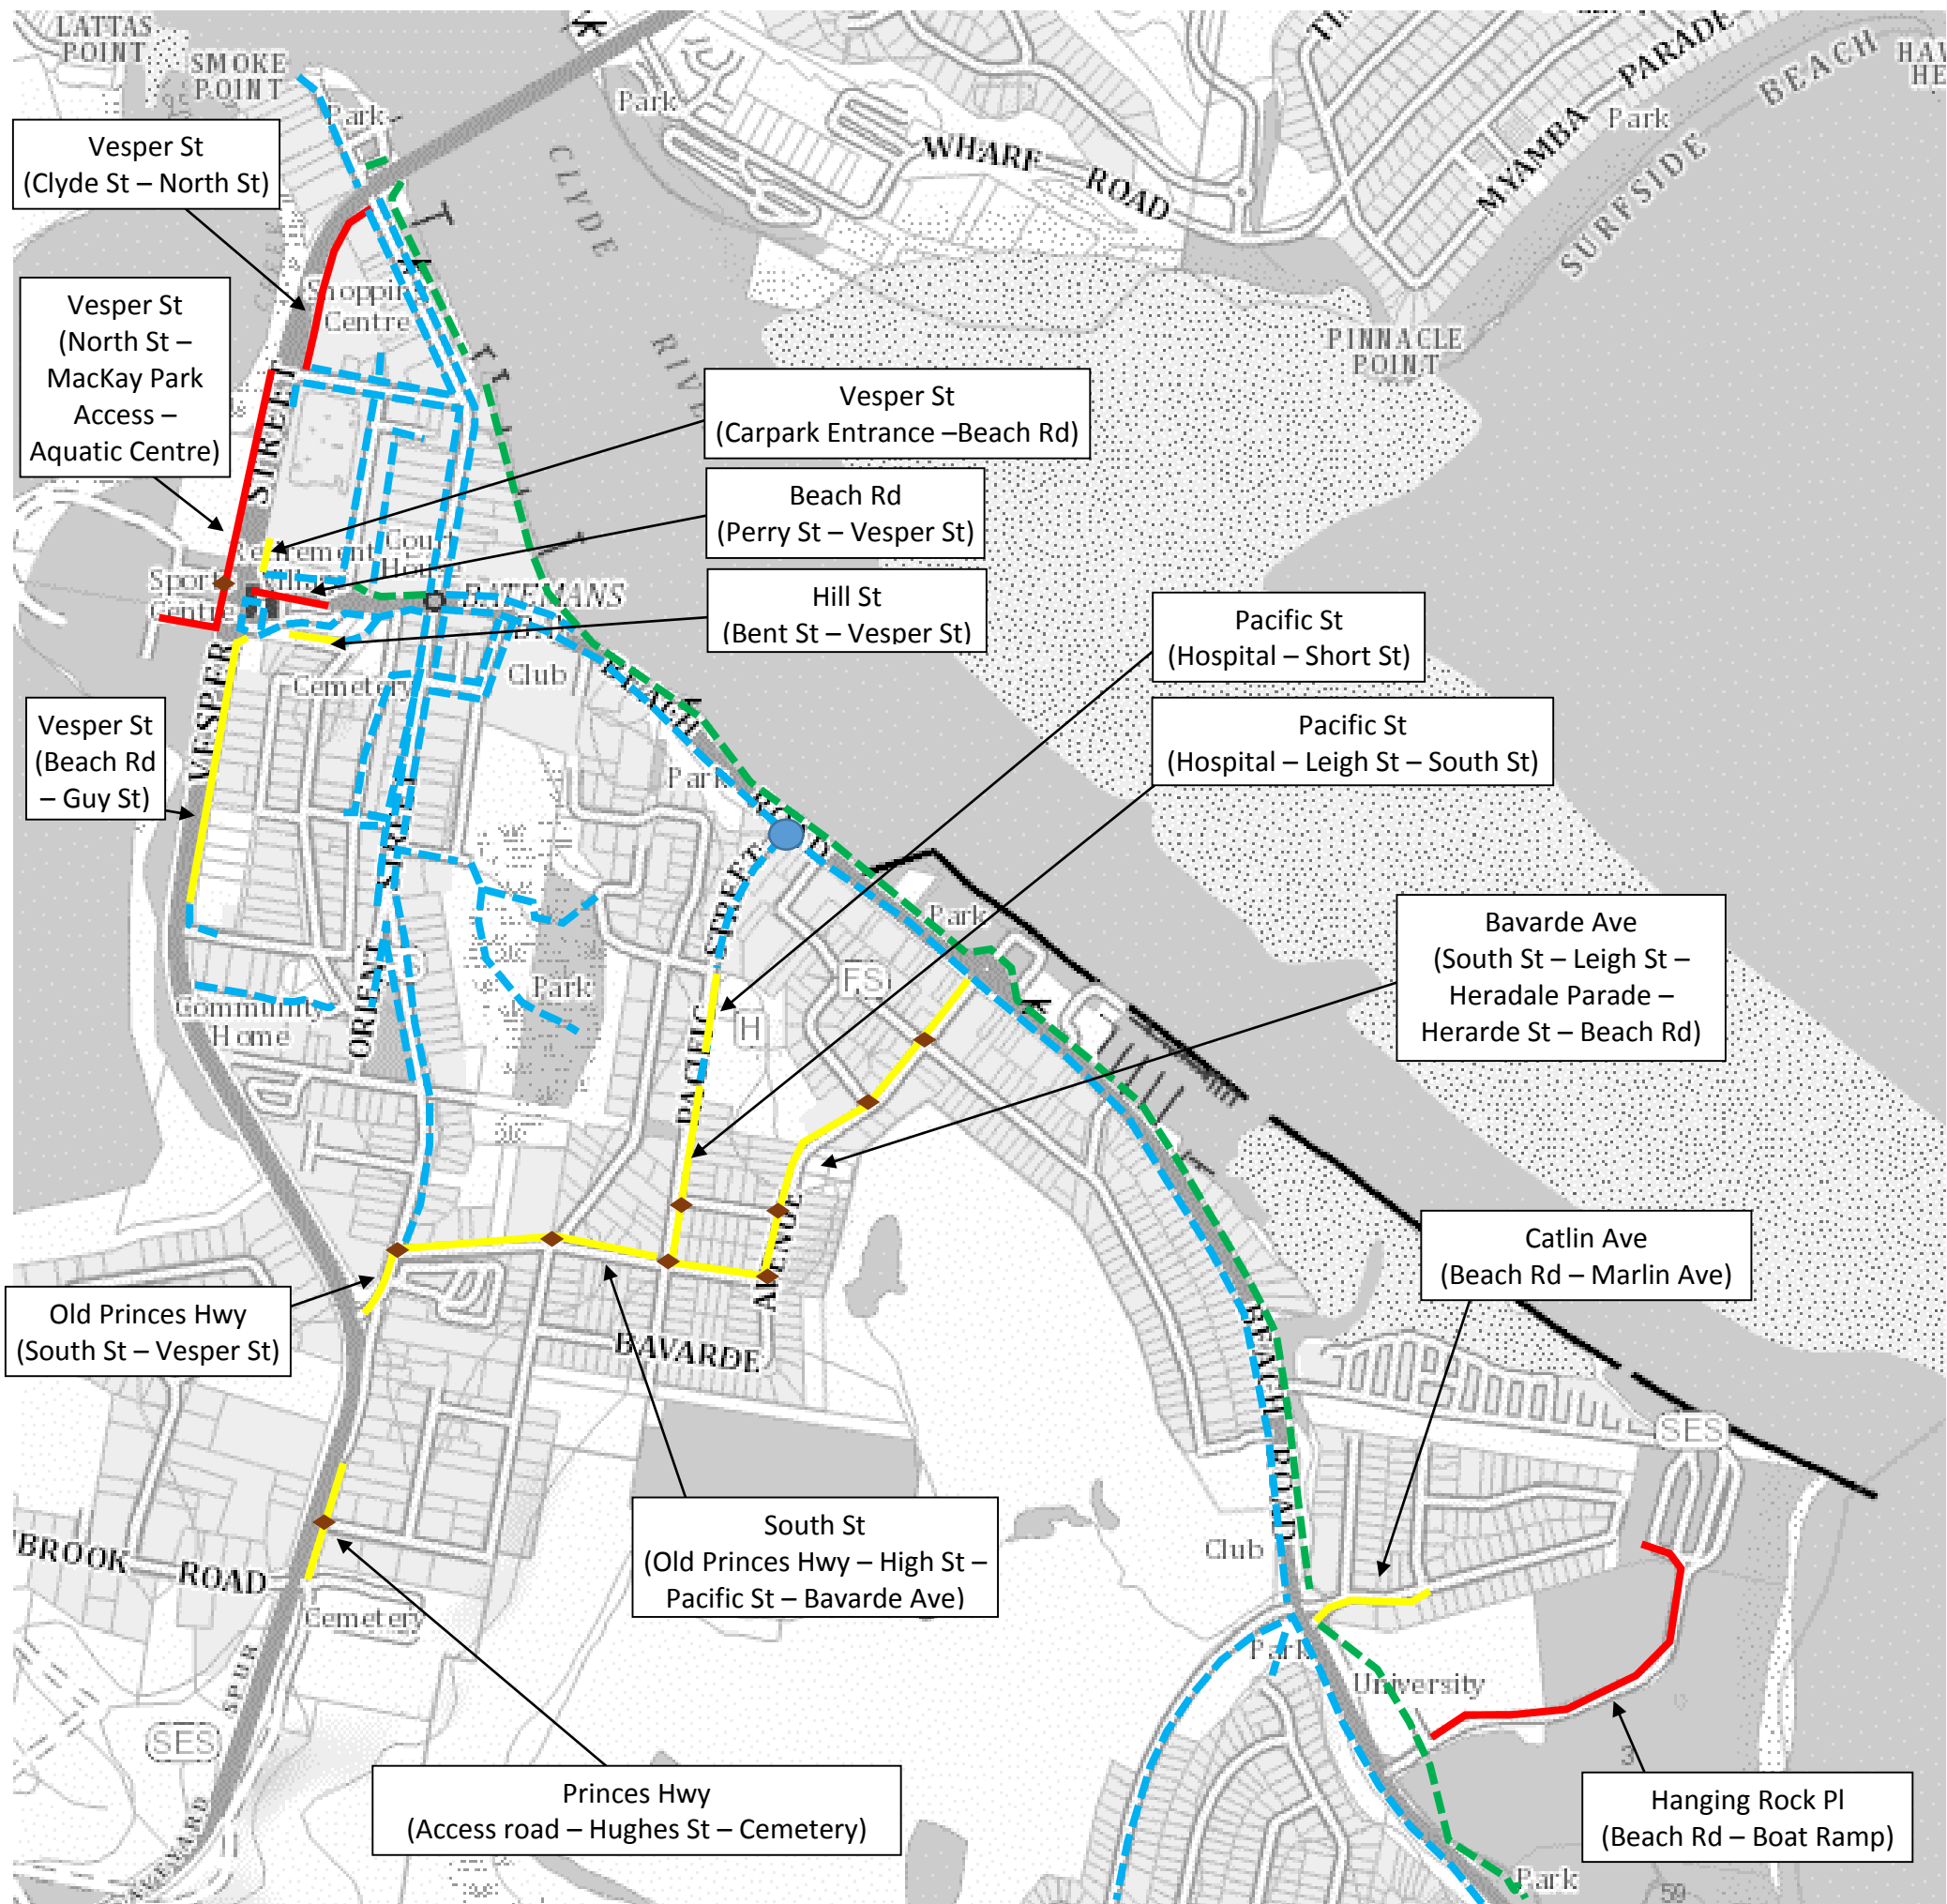 LATTAS
POINT
SMOKE
POINT
Park
Park
WHARF ROAD
MYAMBA PARADE
Park
SURFSIDE BEACH
CLYDE
Vesper St
(Clyde St – North St)
Vesper St
(North St –
MacKay Park
Access –
Aquatic Centre)
Shopping
Centre
PINNACLE
POINT
STREET
Vesper St
(Carpark Entrance –Beach Rd)
Beach Rd
(Perry St – Vesper St)
Hill St
(Bent St – Vesper St)
Court
BATEMANS
Centre
Cemetery
Club
BEACH ROAD
Pacific St
(Hospital – Short St)
Pacific St
(Hospital – Leigh St – South St)
VESPER
Vesper St
(Beach Rd
– Guy St)
Park
Park
PACIFIC STREET
FS
H
Park
ORIENT
Community
Home
Bavarde Ave
(South St – Leigh St –
Heradale Parade –
Herarde St – Beach Rd)
Catlin Ave
(Beach Rd – Marlin Ave)
Old Princes Hwy
(South St – Vesper St)
BAVARDE
AVENUE
BEACH ROAD
SES
South St
(Old Princes Hwy – High St –
Pacific St – Bavarde Ave)
BROOK ROAD
Cemetery
Club
Park
University
SPUR
SES
Princes Hwy
(Access road – Hughes St – Cemetery)
Hanging Rock Pl
(Beach Rd – Boat Ramp)
Park
59